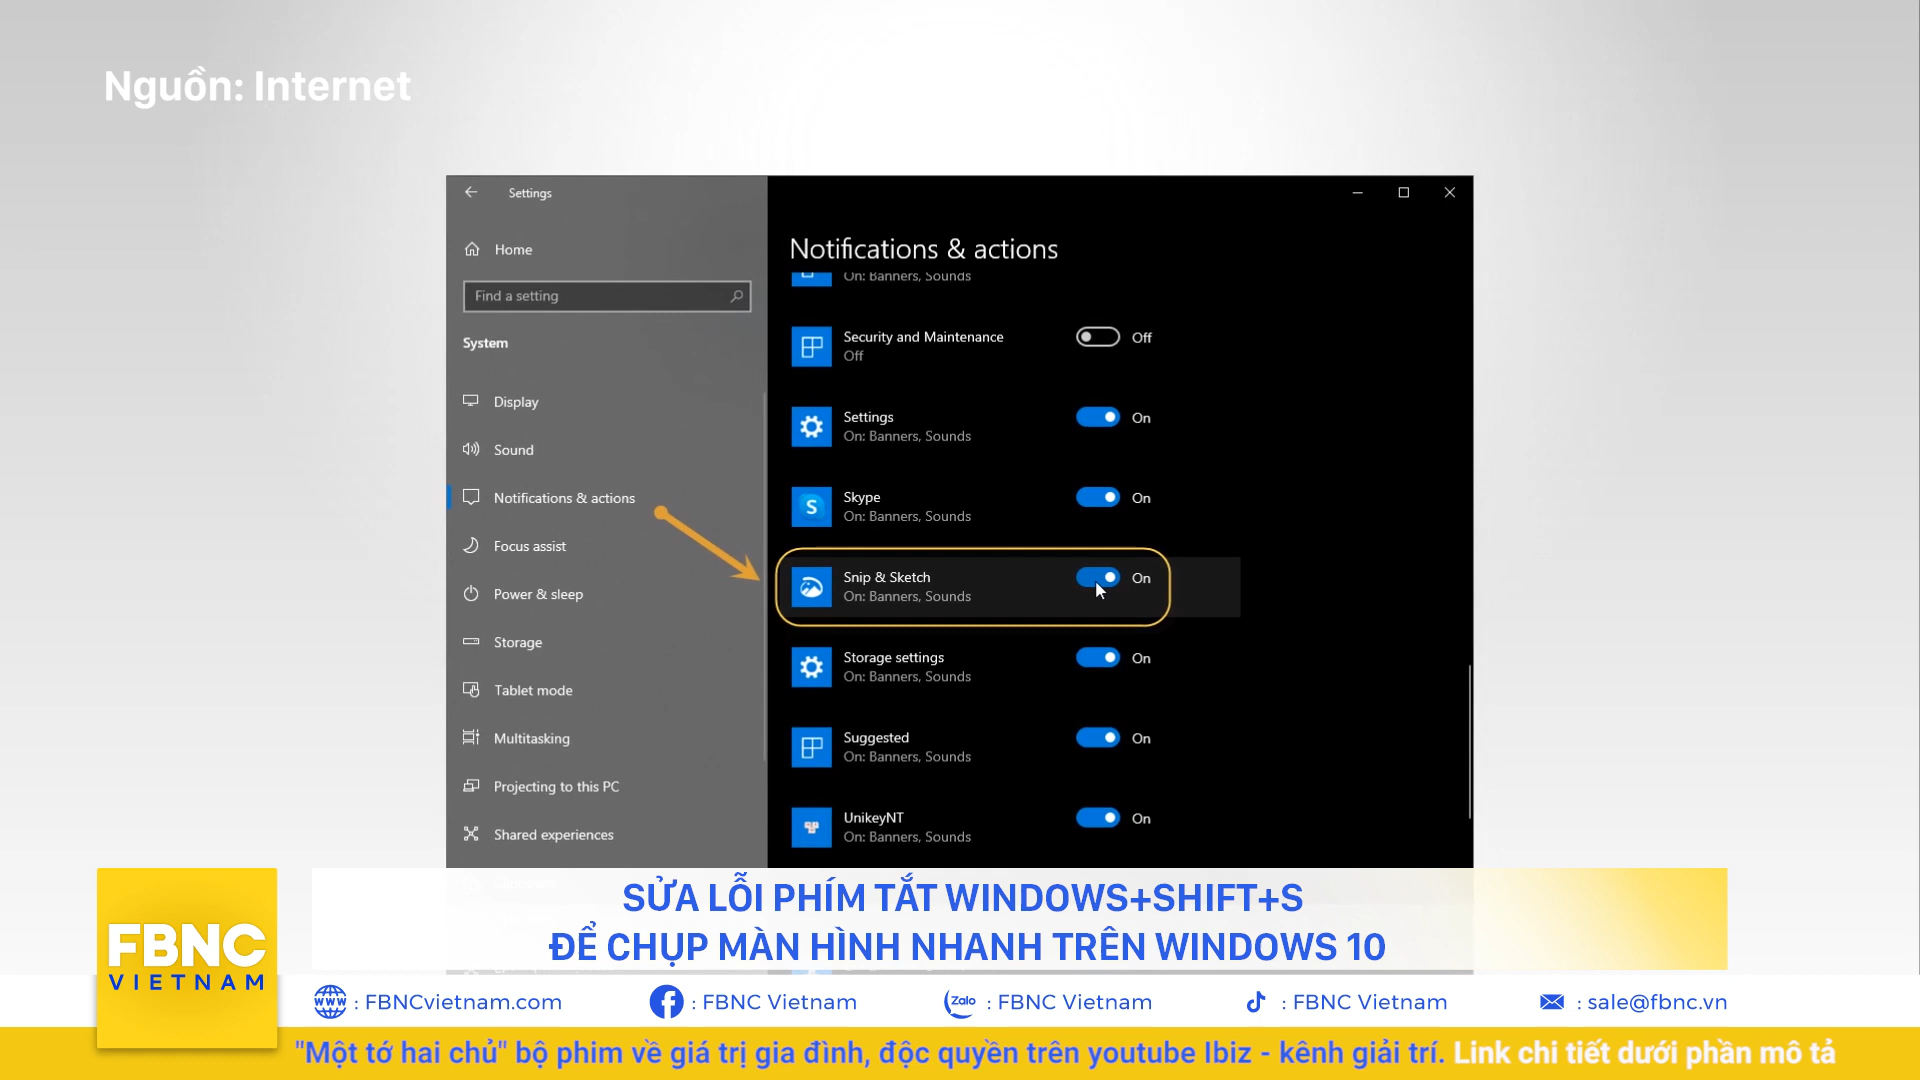 Nguồn: Internet
Settings
Home
Find a setting
System
Display
Sound
Notifications & actions
Focus assist
Power & sleep
Storage
Tablet mode
Multitasking
Projecting to this PC
Shared experiences
Notifications & actions
On: Banners, Sounds
Security and Maintenance
Off
Off
Settings
On: Banners, Sounds
On
Skype
On: Banners, Sounds
On
Snip & Sketch
On: Banners, Sounds
On
Storage settings
On: Banners, Sounds
On
Suggested
On: Banners, Sounds
On
UnikeyNT
On: Banners, Sounds
On
SỬA LỖI PHÍM TẮT WINDOWS+SHIFT+S
ĐỂ CHỤP MÀN HÌNH NHANH TRÊN WINDOWS 10
FBNC
VIETNAM
www : FBNCvietnam.com : FBNC Vietnam Zalo : FBNC Vietnam : FBNC Vietnam : sale@fbnc.vn
"Một tớ hai chủ" bộ phim về giá trị gia đình, độc quyền trên youtube Ibiz - kênh giải trí. Link chi tiết dưới phần mô tả